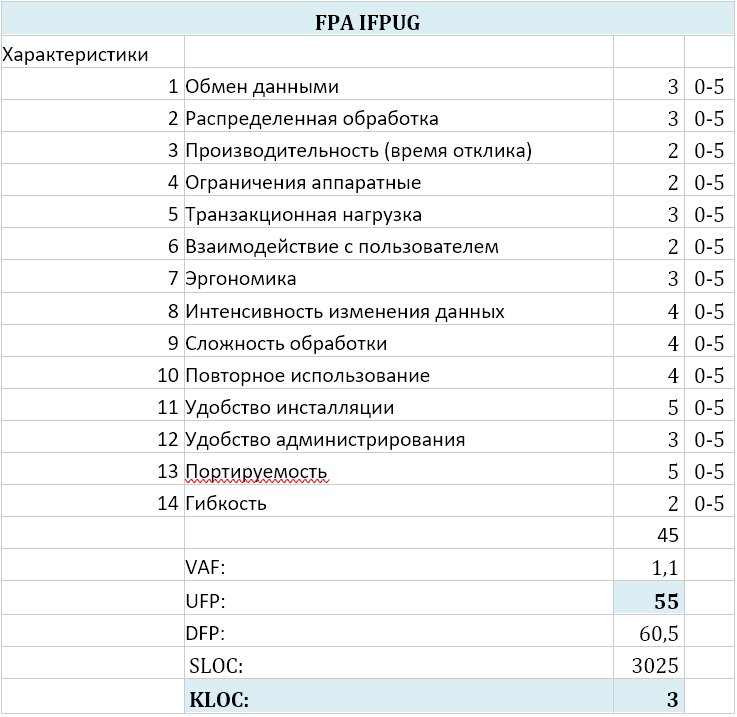 FPA IFPUG
Характеристики
1 Обмен данными 3 0-5
2 Распределенная обработка 3 0-5
3 Производительность (время отклика) 2 0-5
4 Ограничения аппаратные 2 0-5
5 Транзакционная нагрузка 3 0-5
6 Взаимодействие с пользователем 2 0-5
7 Эргономика 3 0-5
8 Интенсивность изменения данных 4 0-5
9 Сложность обработки 4 0-5
10 Повторное использование 4 0-5
11 Удобство инсталляции 5 0-5
12 Удобство администрирования 3 0-5
13 Портируемость 5 0-5
14 Гибкость 2 0-5
45
VAF: 1,1
UFP: 55
DFP: 60,5
SLOC: 3025
KLOC: 3